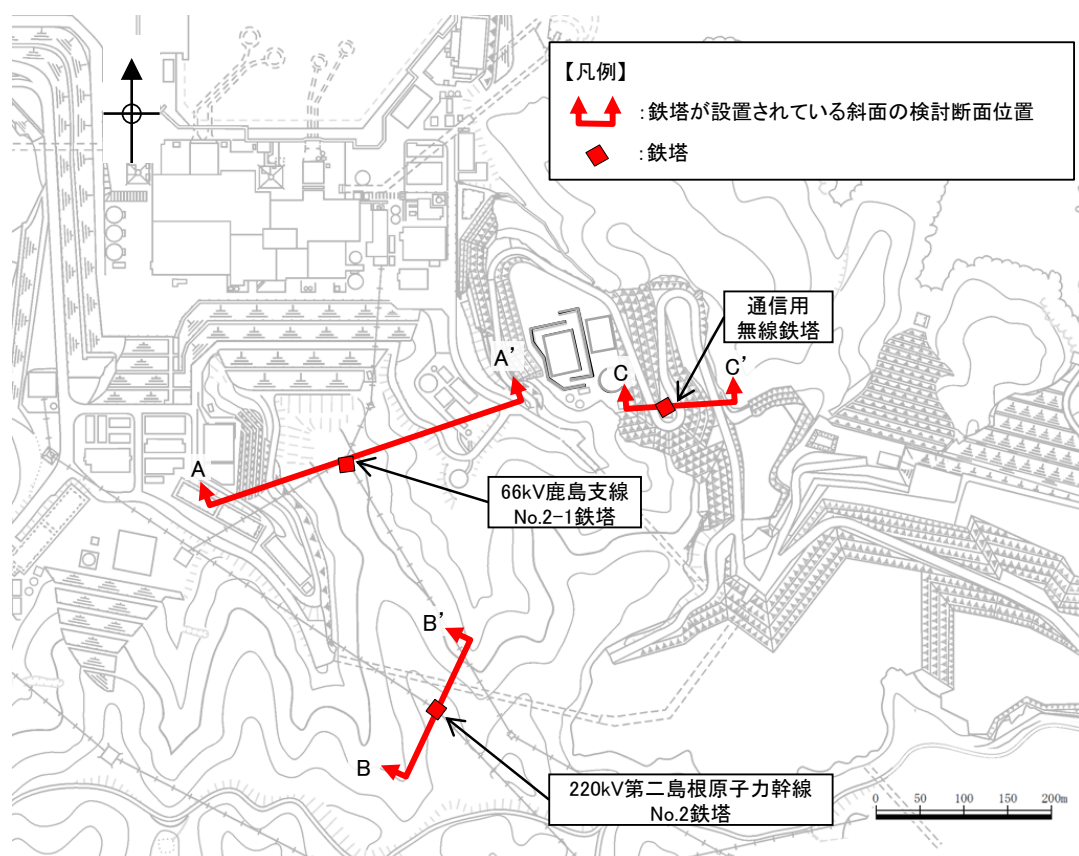 【凡例】
:鉄塔が設置されている斜面の検討断面位置
:鉄塔
通信用
無線鉄塔
A'
C
C'
A
66kV鹿島支線
No.2-1鉄塔
B'
B
220kV第二島根原子力幹線
No.2鉄塔
0 50 100 150 200m